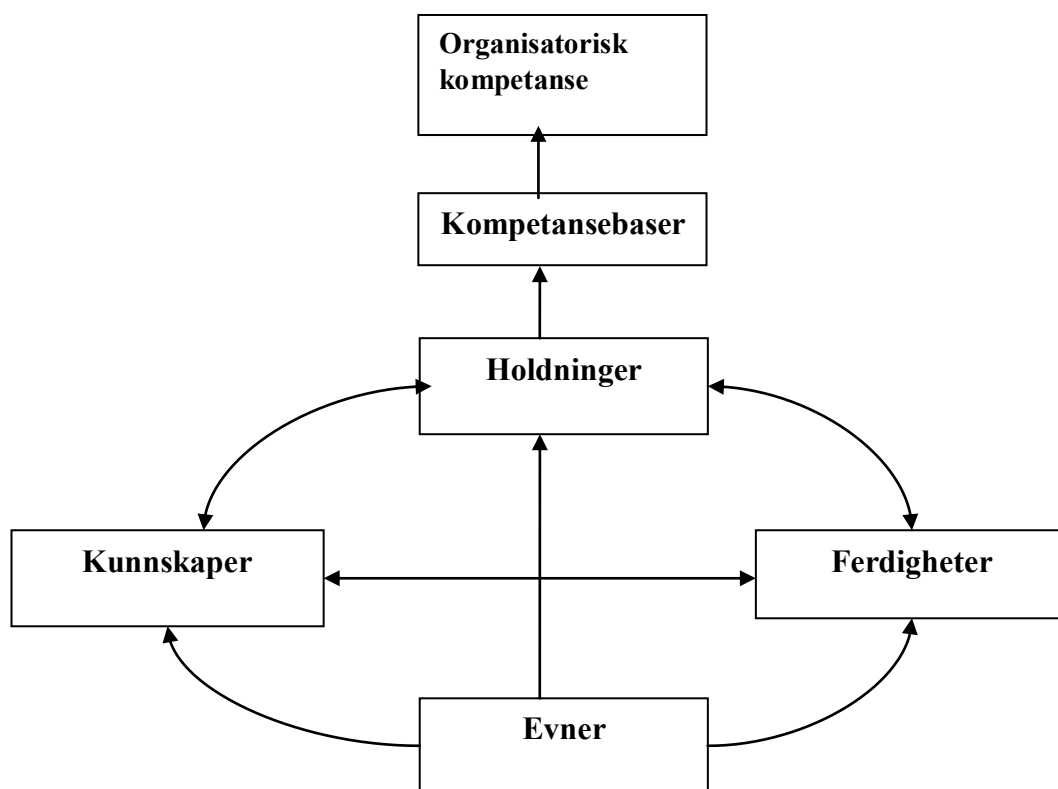 Organisatorisk
kompetanse
Kompetansebaser
Holdninger
Kunnskaper
Ferdigheter
Evner